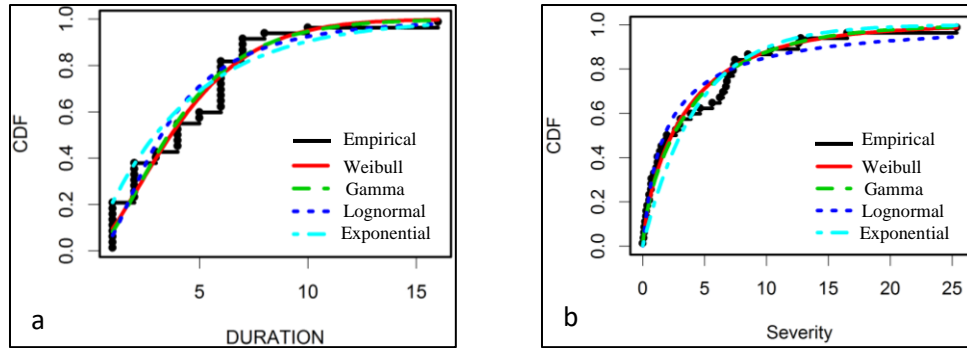 CDF
0.0 0.2 0.4 0.6 0.8 1.0
Empirical
Weibull
Gamma
Lognormal
Exponential
5 10 15
DURATION
a
CDF
0.0 0.2 0.4 0.6 0.8 1.0
Empirical
Weibull
Gamma
Lognormal
Exponential
0 5 10 15 20 25
Severity
b